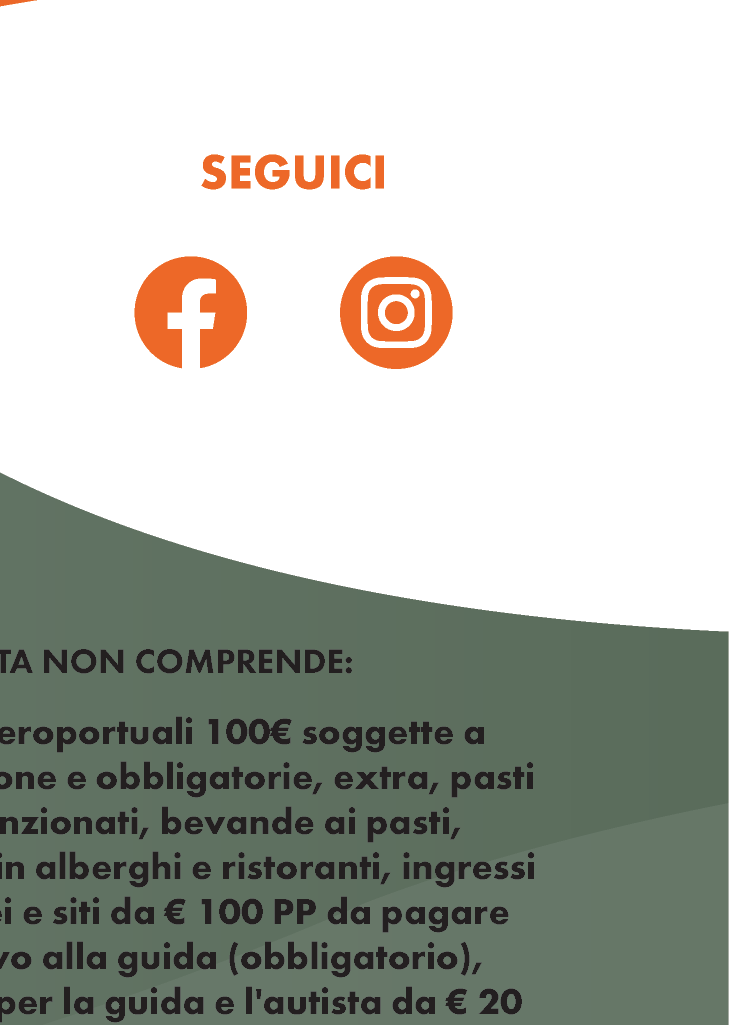 SEGUICI
TA NON COMPRENDE:
eroportuali 100€ soggette a
one e obbligatorie, extra, pasti
nzionati, bevande ai pasti,
in alberghi e ristoranti, ingressi
ei e siti da € 100 PP da pagare
vo alla guida (obbligatorio),
per la guida e l'autista da € 20